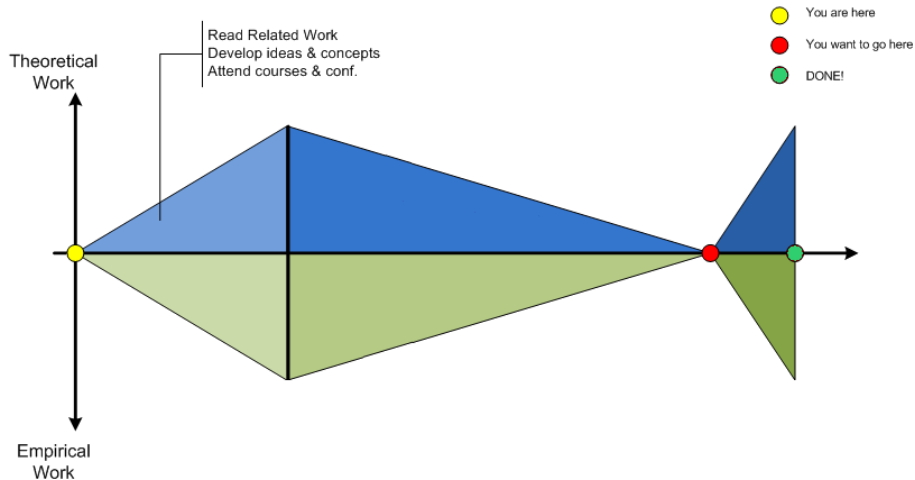 You are here
Read Related Work
Develop ideas & concepts
Attend courses & conf.
You want to go here
DONE!
Theoretical
Work
Empirical
Work